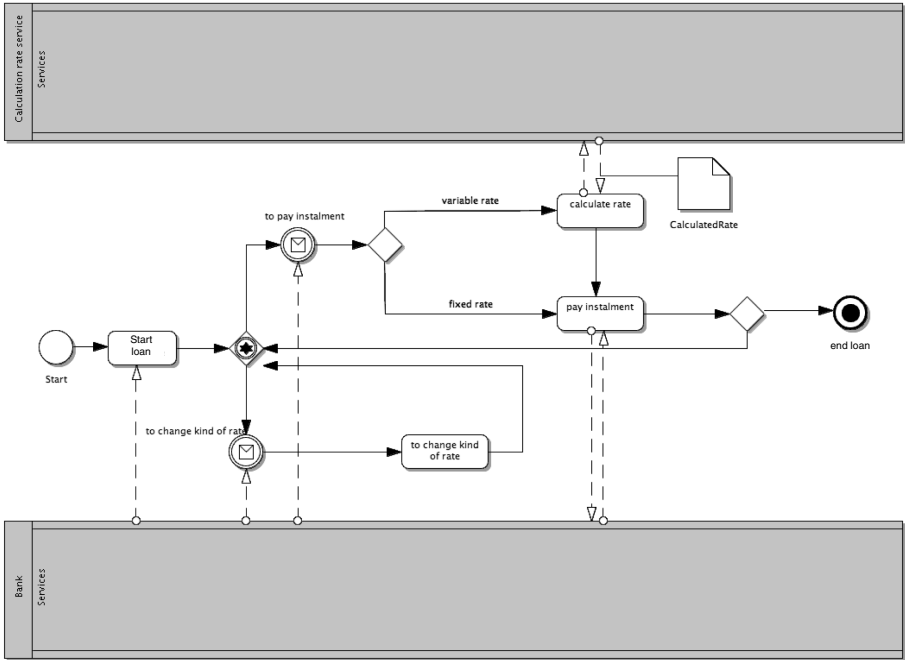 Calculation rate service
Services
variable rate
calculate rate
to pay instalment
CalculatedRate
fixed rate
pay instalment
Start
loan
end loan
Start
to change kind of rate
to change kind
of rate
Bank
Services